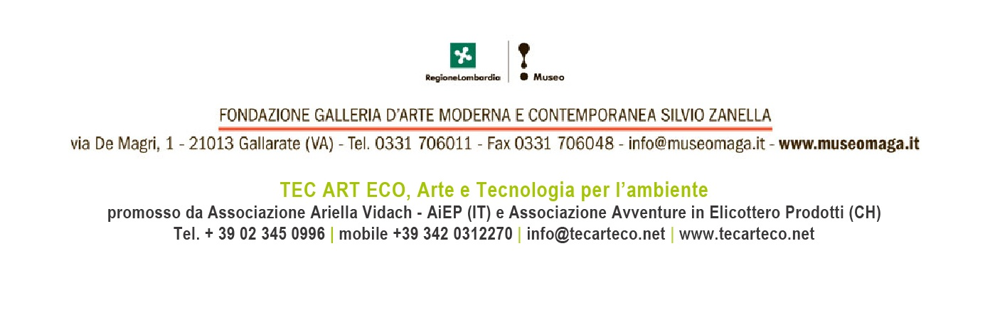 RegioneLombardia Museo
FONDAZIONE GALLERIA D'ARTE MODERNA E CONTEMPORANEA SILVIO ZANELLA
via De Magri, 1 - 21013 Gallarate (VA) - Tel. 0331 706011 - Fax 0331 706048 - info@museomaga.it - www.museomaga.it
TEC ART ECO, Arte e Tecnologia per l’ambiente
promosso da Associazione Ariella Vidach - AiEP (IT) e Associazione Avventure in Elicottero Prodotti (CH)
Tel. + 39 02 345 0996 | mobile +39 342 0312270 | info@tecarteco.net | www.tecarteco.net